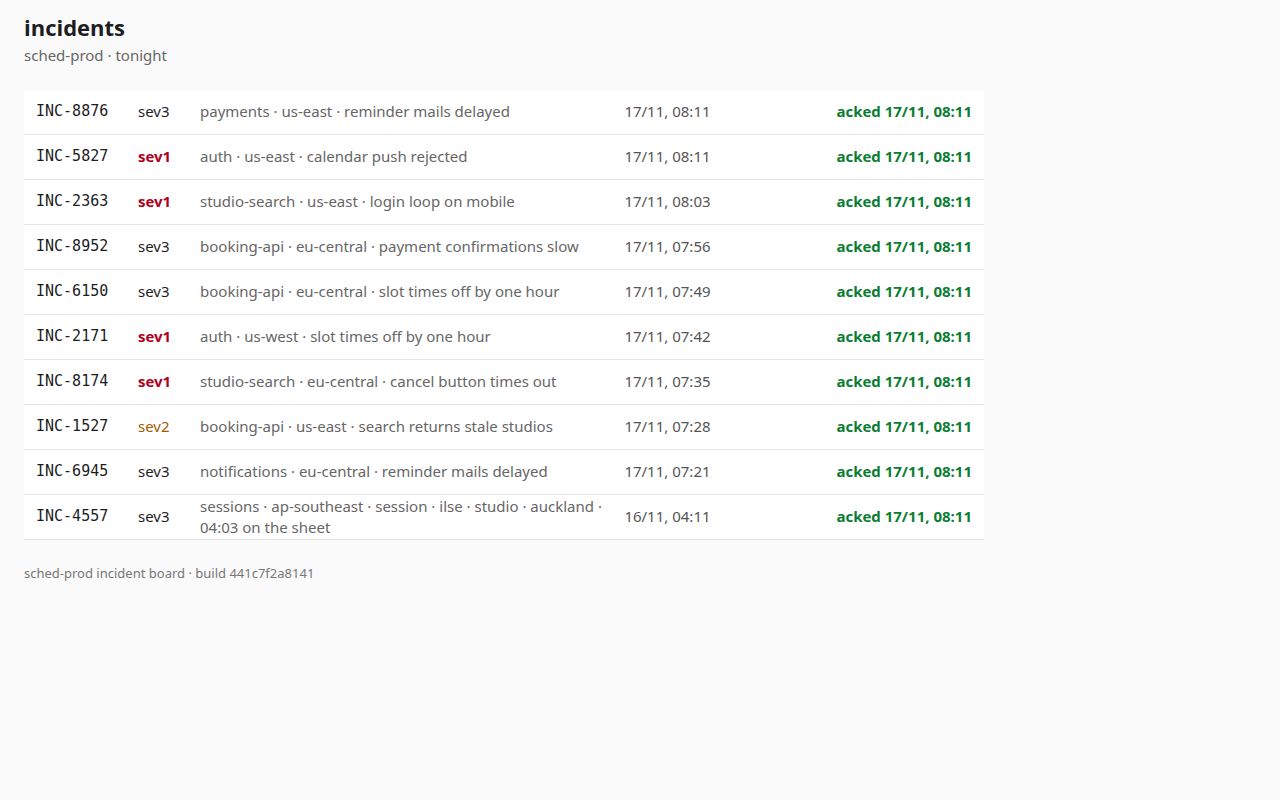 incidents
sched-prod · tonight
INC-8876 sev3 payments · us-east · reminder mails delayed 17/11, 08:11 acked 17/11, 08:11
INC-5827 sev1 auth · us-east · calendar push rejected 17/11, 08:11 acked 17/11, 08:11
INC-2363 sev1 studio-search · us-east · login loop on mobile 17/11, 08:03 acked 17/11, 08:11
INC-8952 sev3 booking-api · eu-central · payment confirmations slow 17/11, 07:56 acked 17/11, 08:11
INC-6150 sev3 booking-api · eu-central · slot times off by one hour 17/11, 07:49 acked 17/11, 08:11
INC-2171 sev1 auth · us-west · slot times off by one hour 17/11, 07:42 acked 17/11, 08:11
INC-8174 sev1 studio-search · eu-central · cancel button times out 17/11, 07:35 acked 17/11, 08:11
INC-1527 sev2 booking-api · us-east · search returns stale studios 17/11, 07:28 acked 17/11, 08:11
INC-6945 sev3 notifications · eu-central · reminder mails delayed 17/11, 07:21 acked 17/11, 08:11
INC-4557 sev3 sessions · ap-southeast · session · ilse · studio · auckland · 16/11, 04:11 acked 17/11, 08:11
04:03 on the sheet
sched-prod incident board · build 441c7f2a8141